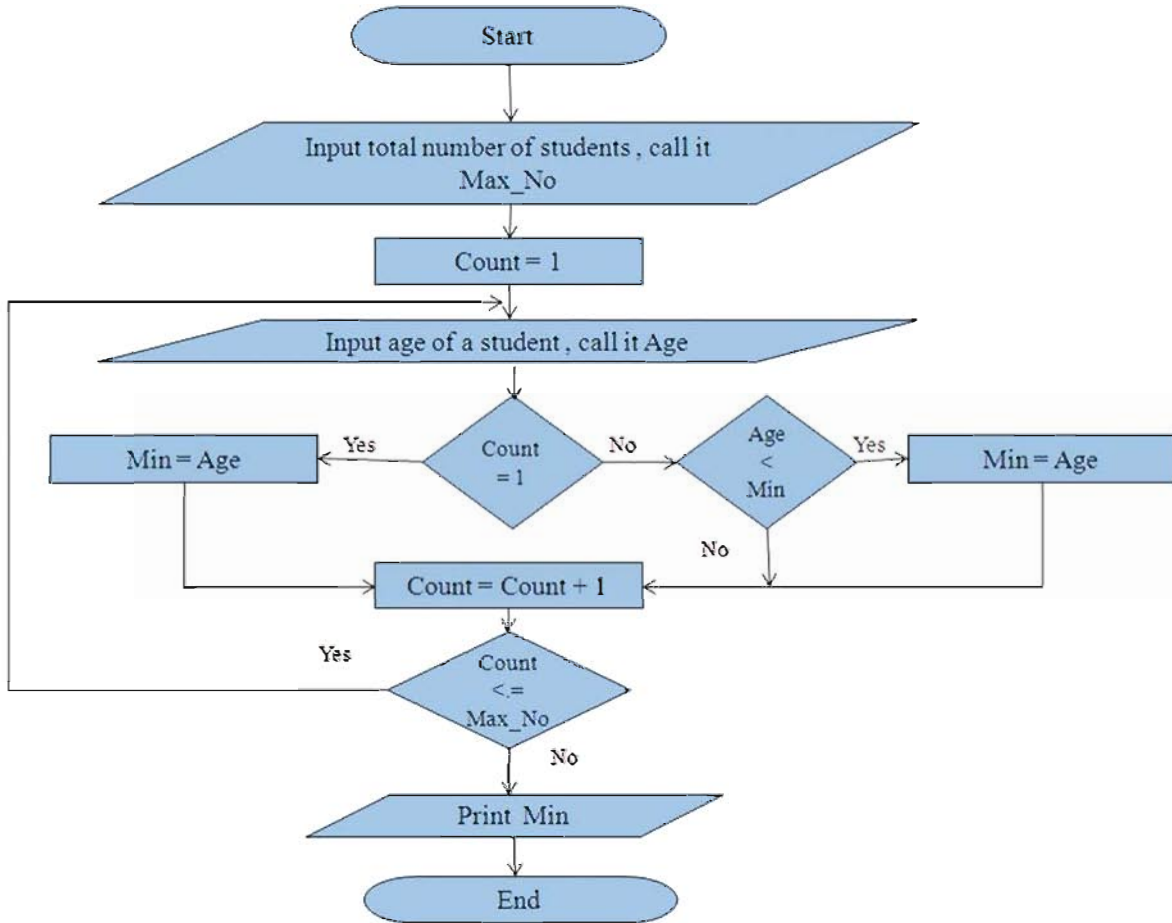 Start
Input total number of students , call it
Max_No
Count = 1
Input age of a student , call it Age
Count
= 1
Yes
Min = Age
No
Age
<
Min
Yes
Min = Age
No
Count = Count + 1
Count
<=
Max_No
Yes
No
Print Min
End